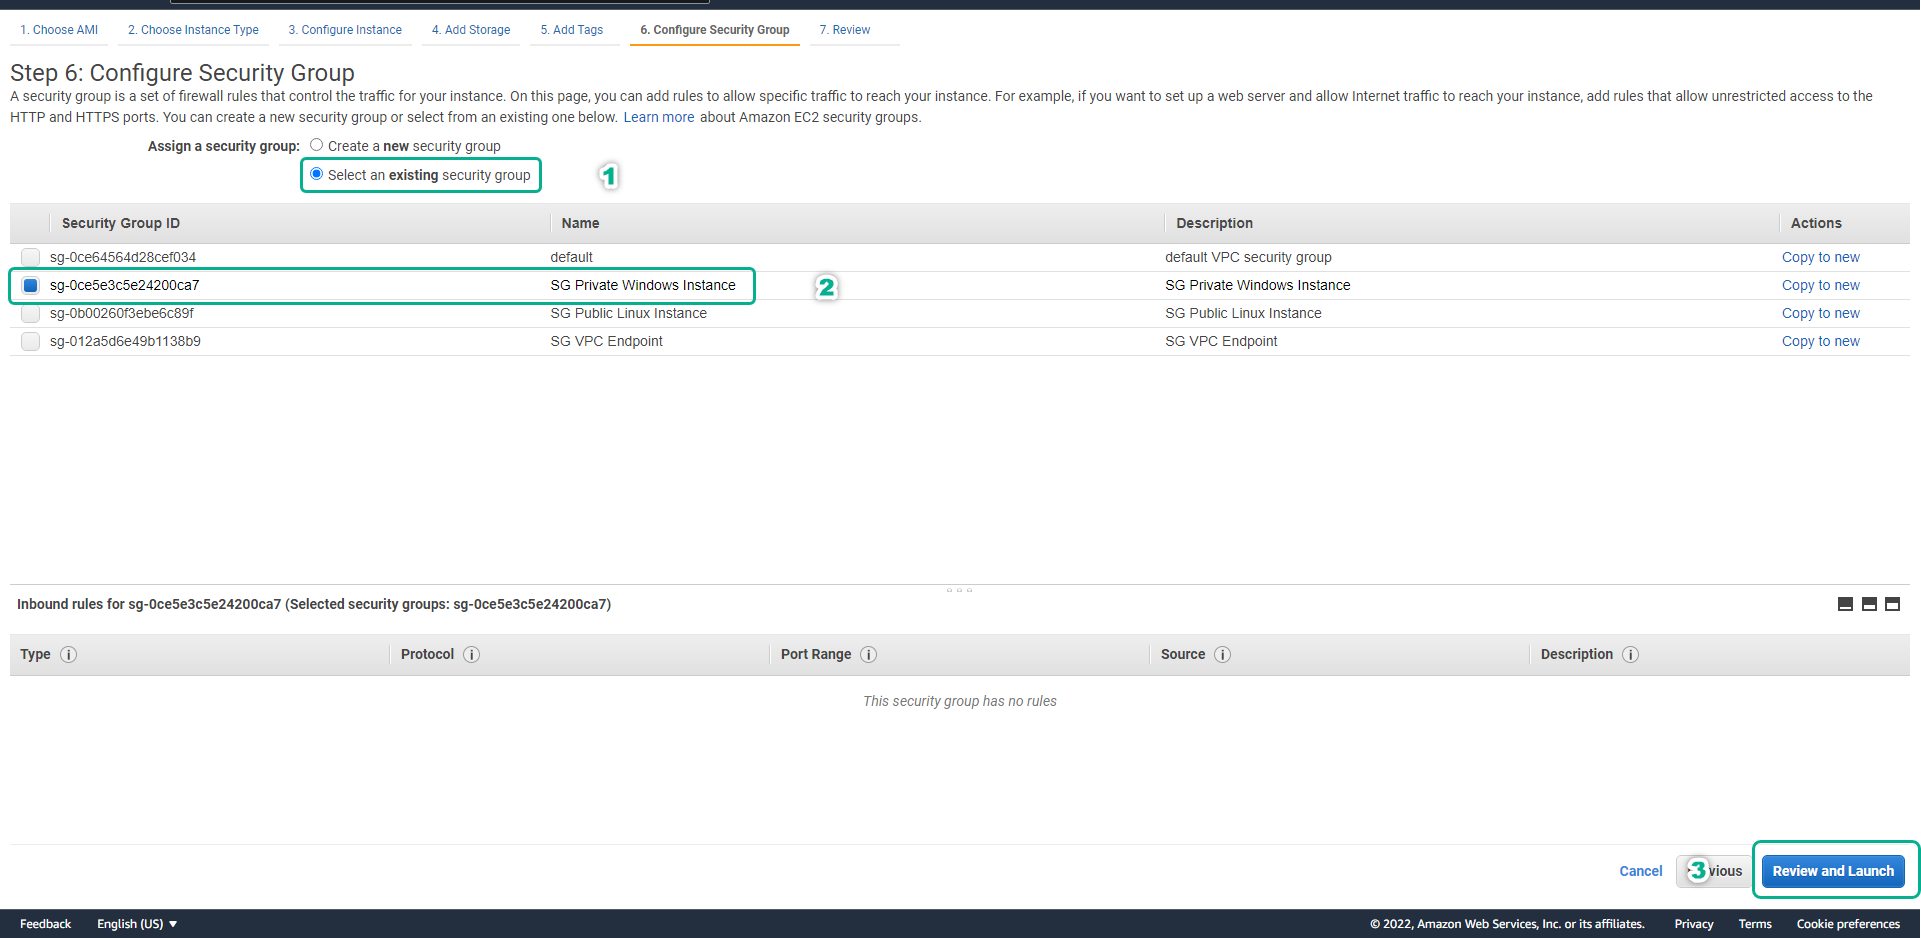 1. Choose AMI 2. Choose Instance Type 3. Configure Instance 4. Add Storage 5. Add Tags 6. Configure Security Group 7. Review
Step 6: Configure Security Group
A security group is a set of firewall rules that control the traffic for your instance. On this page, you can add rules to allow specific traffic to reach your instance. For example, if you want to set up a web server and allow Internet traffic to reach your instance, add rules that allow unrestricted access to the
HTTP and HTTPS ports. You can create a new security group or select from an existing one below. Learn more about Amazon EC2 security groups.
Assign a security group: Create a new security group
Select an existing security group 1
Security Group ID Name Description Actions
sg-0ce64564d28cef034 default default VPC security group Copy to new
sg-0ce5e3c5e24200ca7 SG Private Windows Instance 2 SG Private Windows Instance Copy to new
sg-0b00260f3ebe6c89f SG Public Linux Instance SG Public Linux Instance Copy to new
sg-012a5d6e49b1138b9 SG VPC Endpoint SG VPC Endpoint Copy to new
Inbound rules for sg-0ce5e3c5e24200ca7 (Selected security groups: sg-0ce5e3c5e24200ca7)
Type Protocol Port Range Source Description
This security group has no rules
Cancel 3 vious Review and Launch
Feedback English (US) © 2022, Amazon Web Services, Inc. or its affiliates. Privacy Terms Cookie preferences